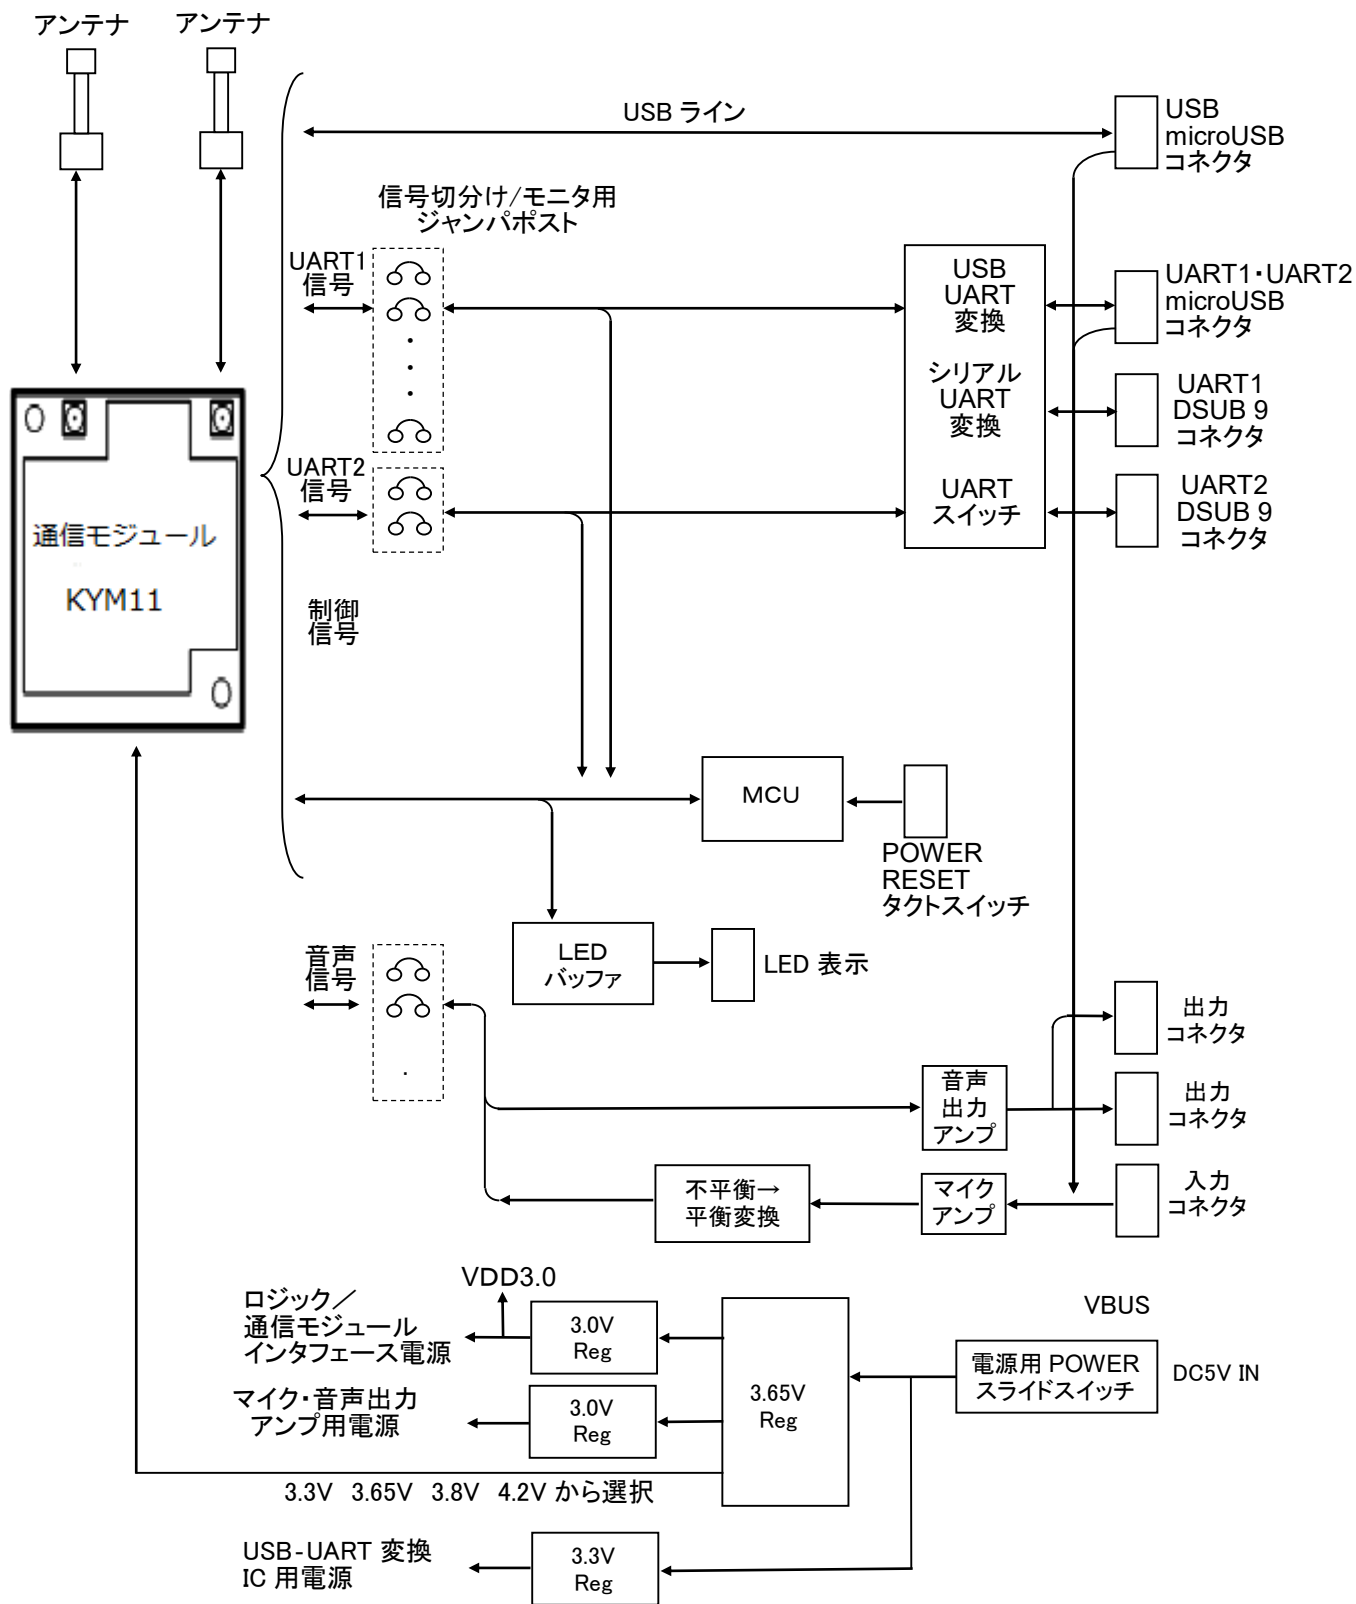 アンテナ
アンテナ
USB ライン
USB
microUSB
コネクタ
信号切分け/モニタ用
ジャンパポスト
UART1
信号
USB
UART
変換
シリアル
UART
変換
UART
スイッチ
UART1・UART2
microUSB
コネクタ
UART1
DSUB 9
コネクタ
UART2
信号
UART2
DSUB 9
コネクタ
通信モジュール
KYM11
制御
信号
MCU
POWER
RESET
タクトスイッチ
LED
バッファ
LED 表示
音声
信号
音声
出力
アンプ
出力
コネクタ
出力
コネクタ
不平衡→
平衡変換
マイク
アンプ
入力
コネクタ
VDD3.0
ロジック／
通信モジュール
インタフェース電源
3.0V
Reg
マイク・音声出力
アンプ用電源
3.0V
Reg
3.65V
Reg
VBUS
電源用 POWER
スライドスイッチ
DC5V IN
3.3V 3.65V 3.8V 4.2V から選択
USB-UART 変換
IC 用電源
3.3V
Reg